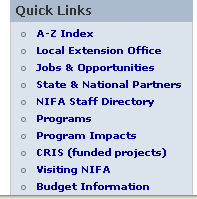 Quick Links
A-Z Index
Local Extension Office
Jobs & Opportunities
State & National Partners
NIFA Staff Directory
Programs
Program Impacts
CRIS (funded projects)
Visiting NIFA
Budget Information